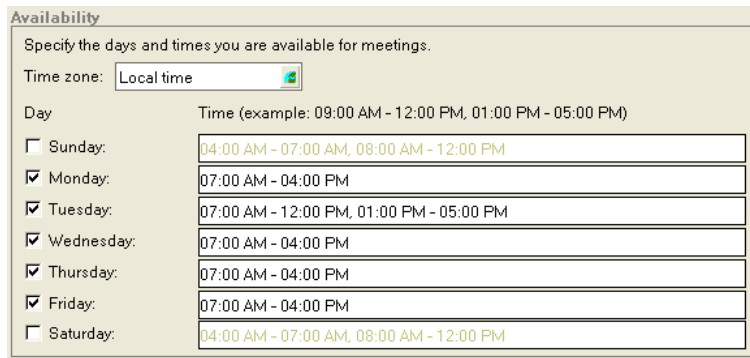 Availability
Specify the days and times you are available for meetings.
Time zone: Local time
Day Time (example: 09:00 AM - 12:00 PM, 01:00 PM - 05:00 PM)
Sunday: 04:00 AM - 07:00 AM, 08:00 AM - 12:00 PM
Monday: 07:00 AM - 04:00 PM
Tuesday: 07:00 AM - 12:00 PM, 01:00 PM - 05:00 PM
Wednesday: 07:00 AM - 04:00 PM
Thursday: 07:00 AM - 04:00 PM
Friday: 07:00 AM - 04:00 PM
Saturday: 04:00 AM - 07:00 AM, 08:00 AM - 12:00 PM